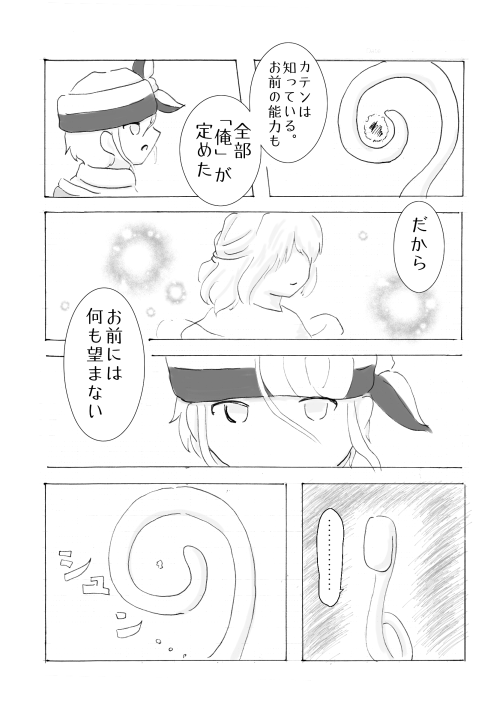 カテンは
知っている。
お前の能力も
全部
「俺」が
定めた
だから
お前には
何も望まない
…………
シュン